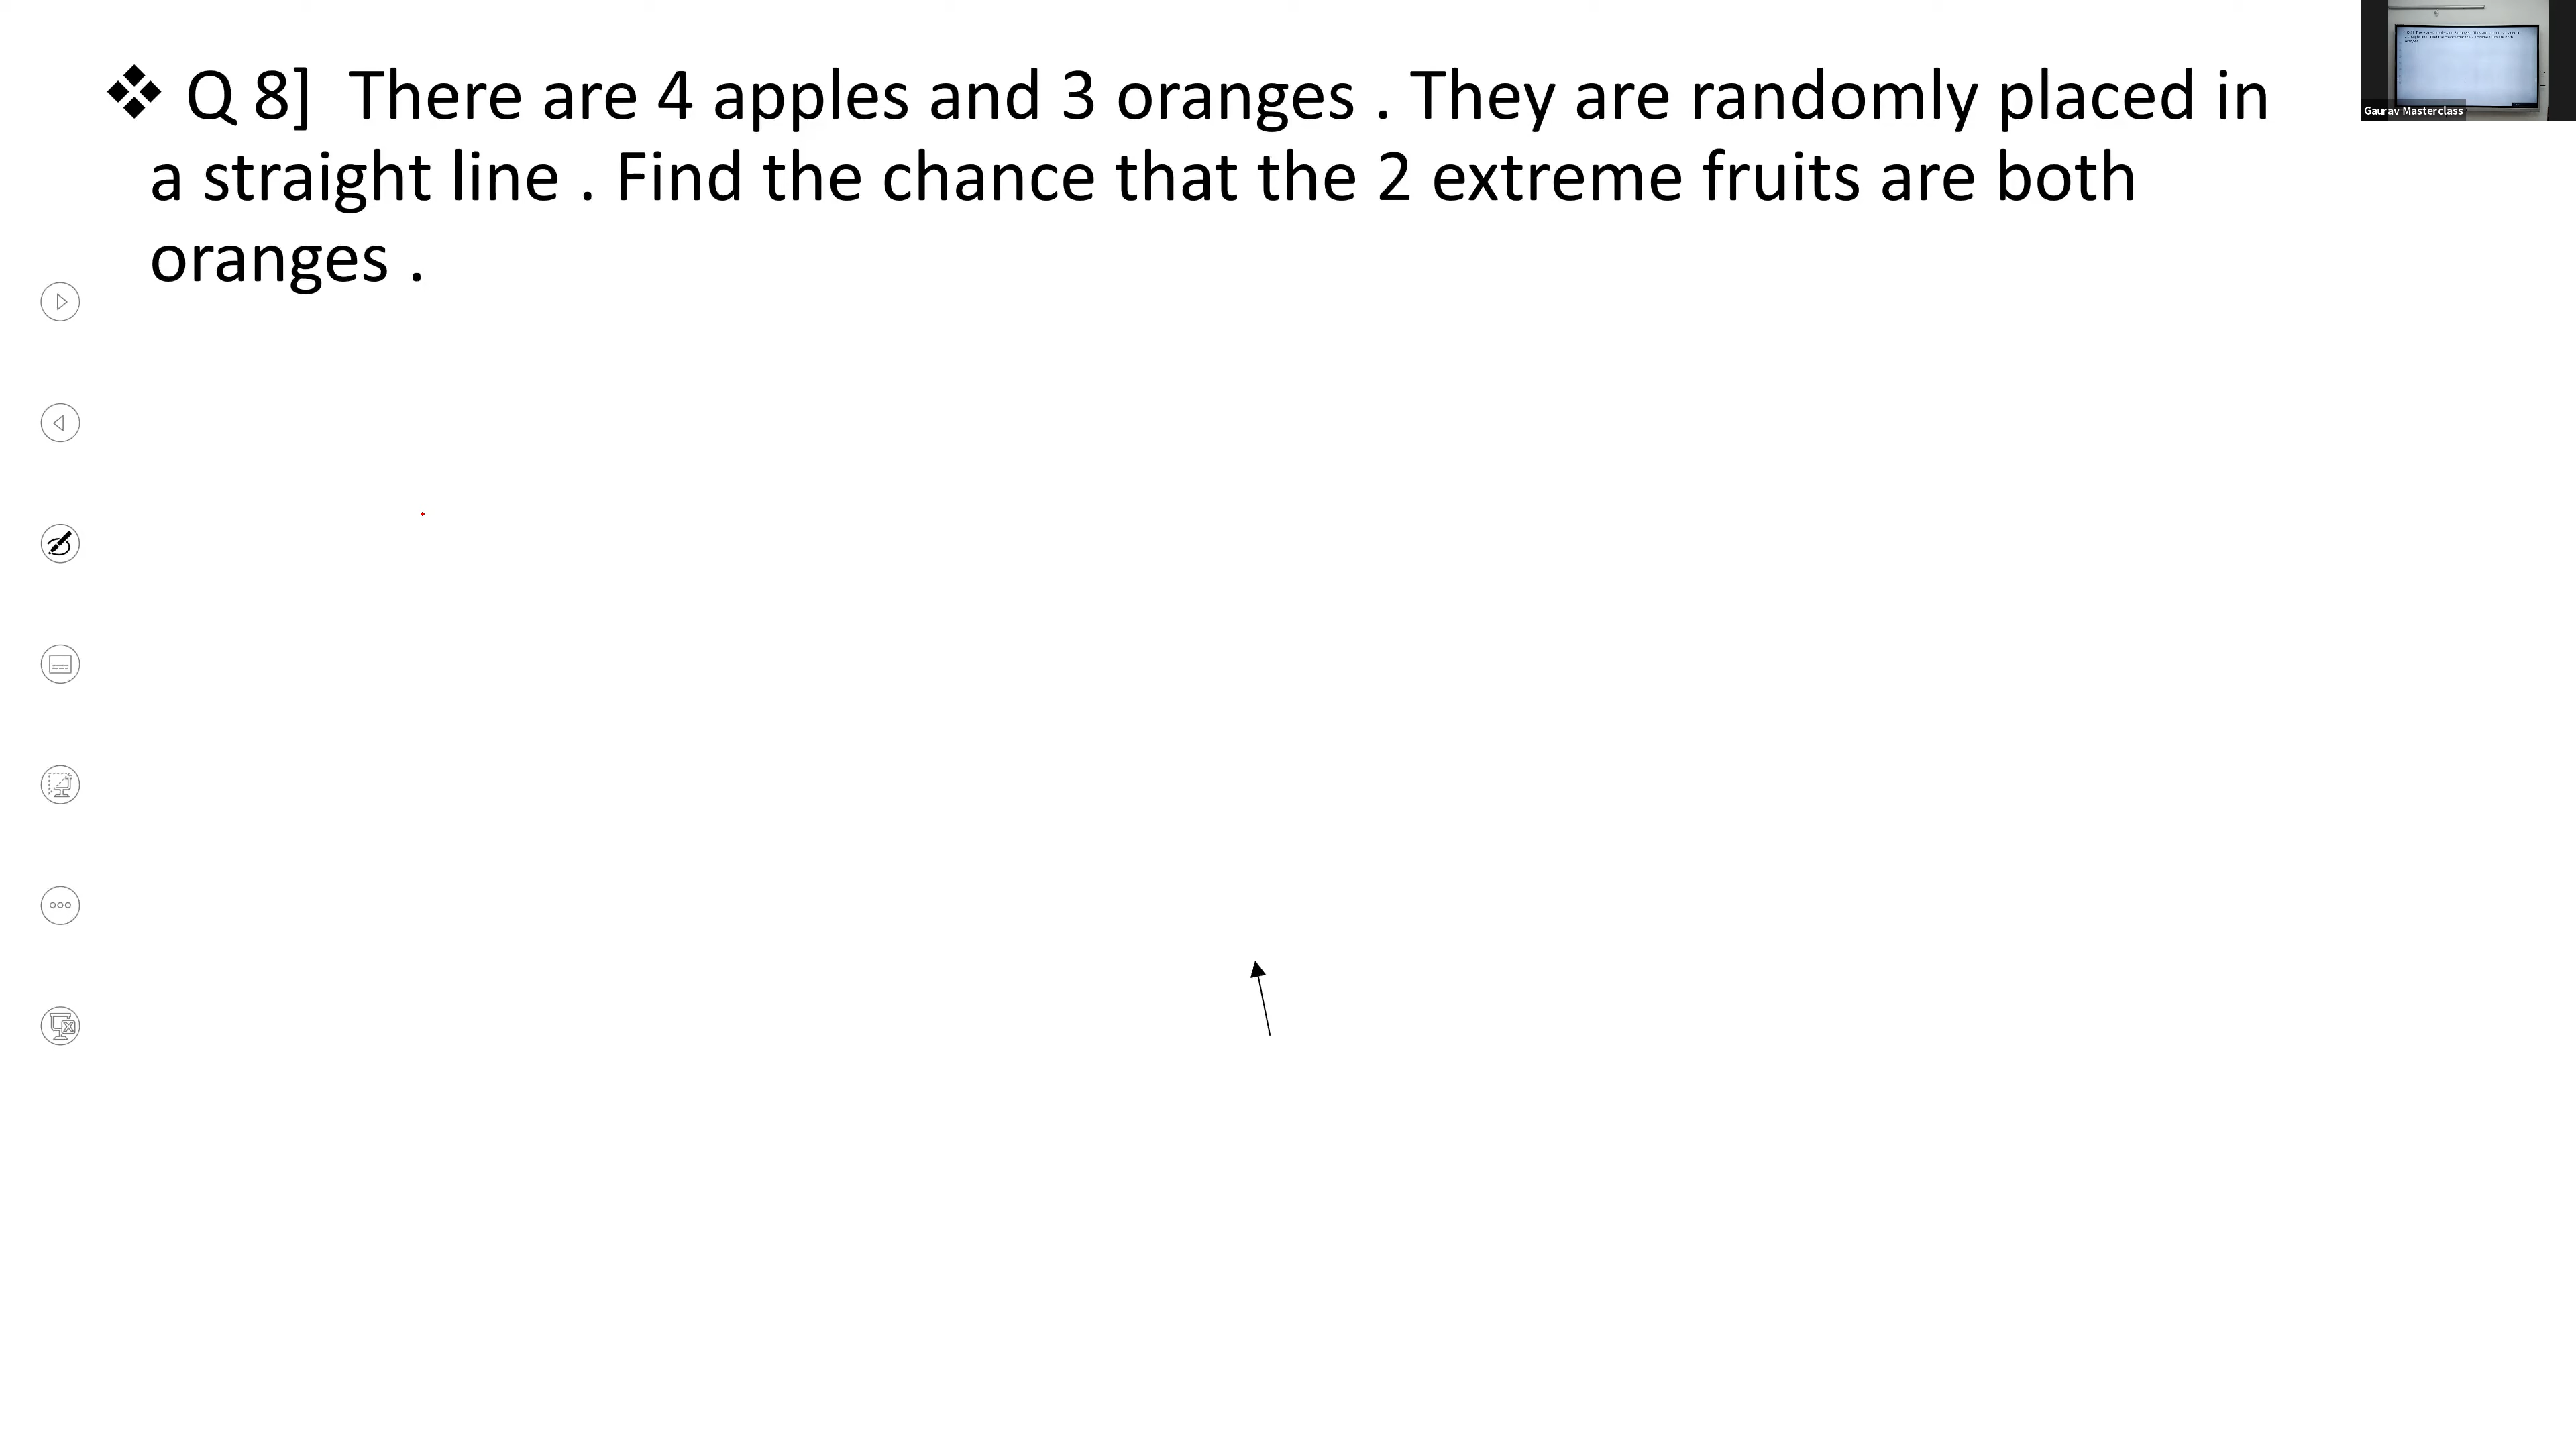 ❖ Q 8] There are 4 apples and 3 oranges . They are randomly placed in
a straight line . Find the chance that the 2 extreme fruits are both
oranges .
Gaurav Masterclass